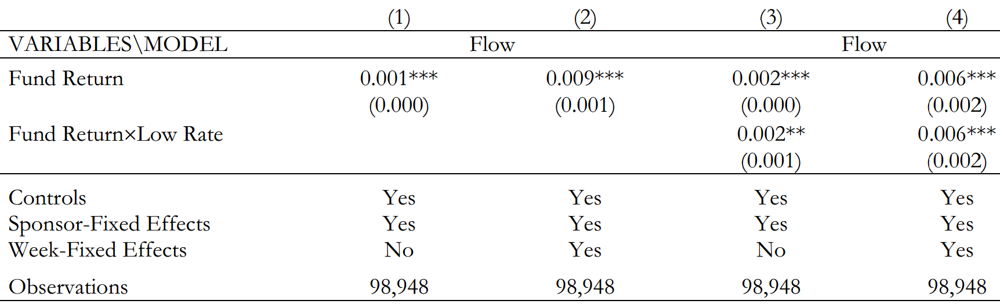 (1) (2) (3) (4)
VARIABLES\MODEL Flow Flow
Fund Return 0.001*** 0.009*** 0.002*** 0.006***
(0.000) (0.001) (0.000) (0.002)
Fund Return×Low Rate 0.002** 0.006***
(0.001) (0.002)
Controls Yes Yes Yes Yes
Sponsor-Fixed Effects Yes Yes Yes Yes
Week-Fixed Effects No Yes No Yes
Observations 98,948 98,948 98,948 98,948